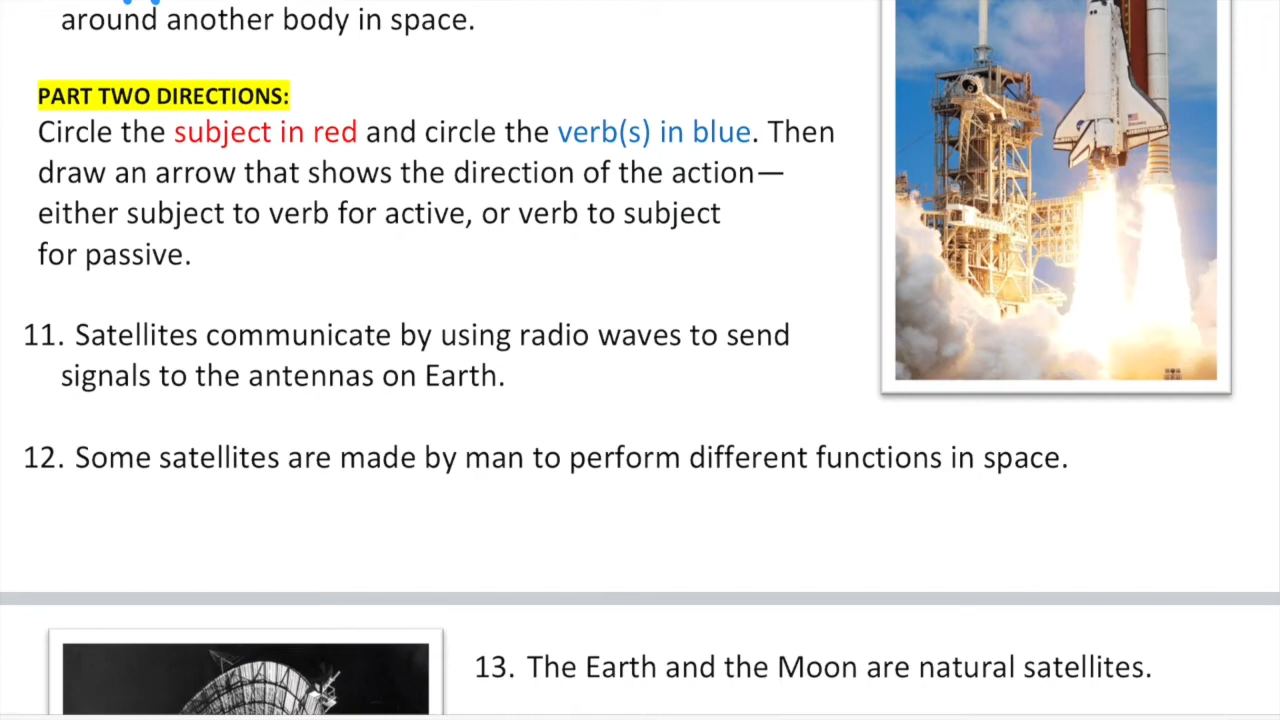 around another body in space.
PART TWO DIRECTIONS:
Circle the subject in red and circle the verb(s) in blue. Then
draw an arrow that shows the direction of the action—
either subject to verb for active, or verb to subject
for passive.
11. Satellites communicate by using radio waves to send
signals to the antennas on Earth.
12. Some satellites are made by man to perform different functions in space.
13. The Earth and the Moon are natural satellites.